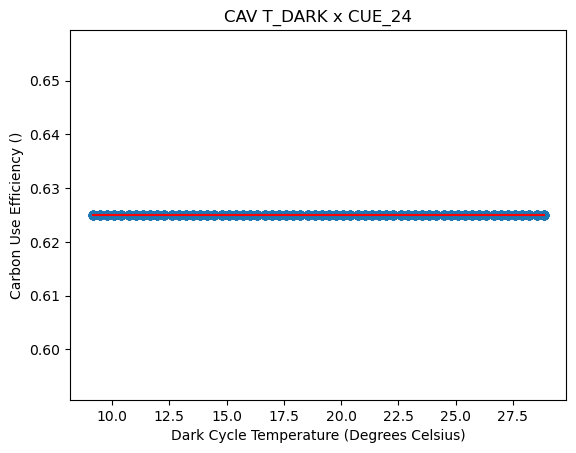 CAV T_DARK x CUE_24
Carbon Use Efficiency ()
0.65
0.64
0.63
0.62
0.61
0.60
10.0 12.5 15.0 17.5 20.0 22.5 25.0 27.5
Dark Cycle Temperature (Degrees Celsius)